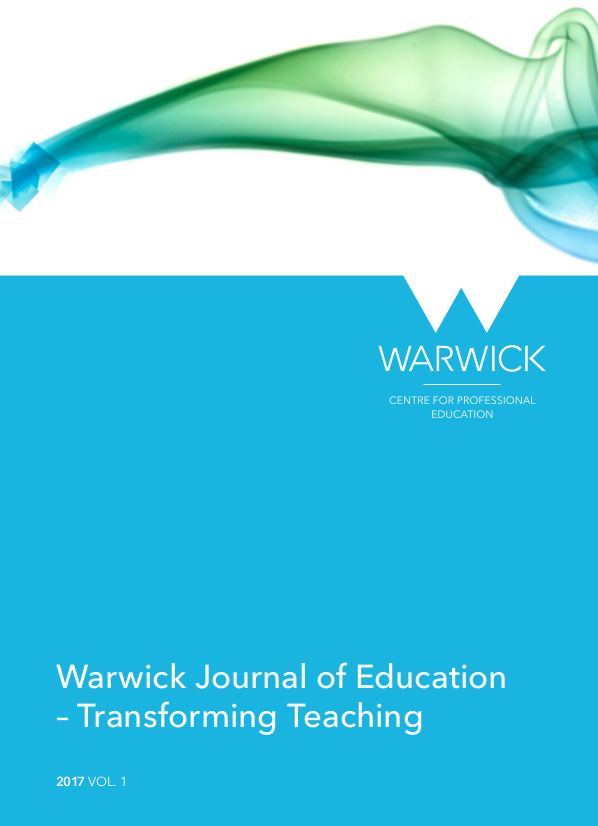 WARWICK
CENTRE FOR PROFESSIONAL
EDUCATION
Warwick Journal of Education
– Transforming Teaching
2017 VOL. 1